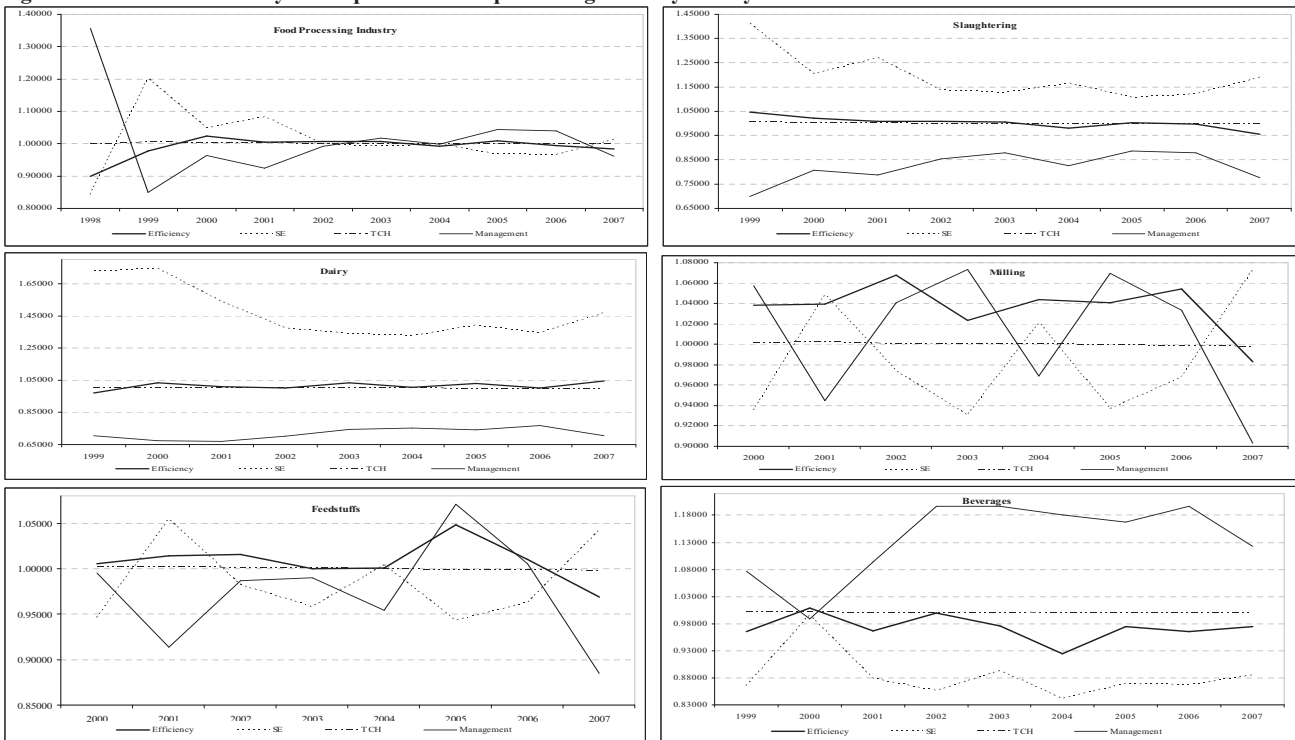 Food Processing Industry
1.40000
1.30000
1.20000
1.10000
1.00000
0.90000
0.80000
1998 1999 2000 2001 2002 2003 2004 2005 2006 2007
Efficiency SE TCH Management
Slaughtering
1.45000
1.35000
1.25000
1.15000
1.05000
0.95000
0.85000
0.75000
0.65000
1999 2000 2001 2002 2003 2004 2005 2006 2007
Efficiency SE TCH Management
Dairy
1.65000
1.45000
1.25000
1.05000
0.85000
0.65000
1999 2000 2001 2002 2003 2004 2005 2006 2007
Efficiency SE TCH Management
Milling
1.08000
1.06000
1.04000
1.02000
1.00000
0.98000
0.96000
0.94000
0.92000
0.90000
2000 2001 2002 2003 2004 2005 2006 2007
Efficiency SE TCH Management
Feedstuffs
1.05000
1.00000
0.95000
0.90000
0.85000
2000 2001 2002 2003 2004 2005 2006 2007
Efficiency SE TCH Management
Beverages
1.18000
1.13000
1.08000
1.03000
0.98000
0.93000
0.88000
0.83000
1999 2000 2001 2002 2003 2004 2005 2006 2007
Efficiency SE TCH Management